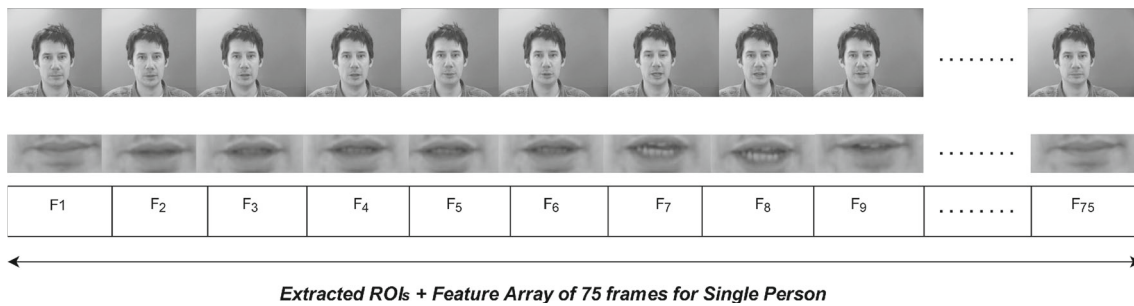 . . . . . . . .
. . . . . . . .
F1 F2 F3 F4 F5 F6 F7 F8 F9 . . . . . . . . F75
Extracted ROIs + Feature Array of 75 frames for Single Person